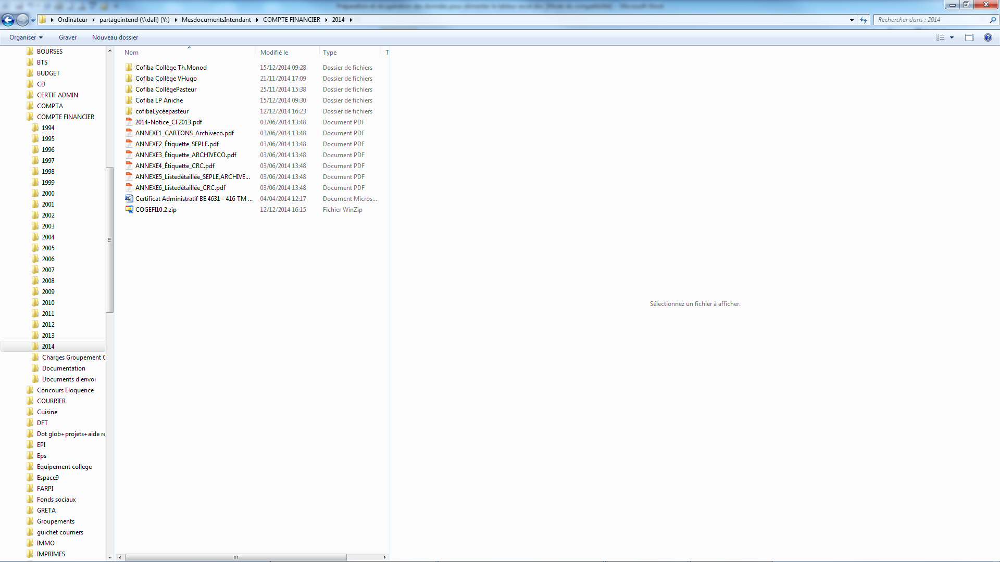 Ordinateur partageintend (\\dali) (Y:) MesdocumentsIntendant COMPTE FINANCIER 2014
Rechercher dans : 2014
Organiser Graver Nouveau dossier
BOURSES
BTS
BUDGET
CD
CERTIF ADMIN
COMPTA
COMPTE FINANCIER
1994
1995
1996
1997
1998
1999
2000
2001
2002
2003
2004
2005
2006
2007
2008
2009
2010
2011
2012
2013
2014
Charges Groupement C
Documentation
Documents d'envoi
Concours Eloquence
COURRIER
Cuisine
DFT
Dot glob+projets+aide re
EPI
Eps
Equipement college
Espace9
FARPI
Fonds sociaux
GRETA
Groupements
guichet courriers
IMMO
IMPRIMES
Nom Modifié le Type T
Cofiba Collège Th.Monod 15/12/2014 09:28 Dossier de fichiers
Cofiba Collège VHugo 21/11/2014 17:09 Dossier de fichiers
Cofiba CollègePasteur 25/11/2014 15:38 Dossier de fichiers
Cofiba LP Aniche 15/12/2014 09:30 Dossier de fichiers
cofibaLycéepasteur 12/12/2014 16:23 Dossier de fichiers
2014-Notice_CF2013.pdf 03/06/2014 13:48 Document PDF
ANNEXE1_CARTONS_Archiveco.pdf 03/06/2014 13:48 Document PDF
ANNEXE2_Étiquette_SEPLE.pdf 03/06/2014 13:48 Document PDF
ANNEXE3_Étiquette_ARCHIVECO.pdf 03/06/2014 13:48 Document PDF
ANNEXE4_Étiquette_CRC.pdf 03/06/2014 13:48 Document PDF
ANNEXE5_Listedétaillée_SEPLE,ARCHIVE... 03/06/2014 13:48 Document PDF
ANNEXE6_Listedétaillée_CRC.pdf 03/06/2014 13:48 Document PDF
Certificat Administratif BE 4631 - 416 TM ... 04/04/2014 12:17 Document Micros...
COGEFI10.2.zip 12/12/2014 16:15 Fichier WinZip
Sélectionnez un fichier à afficher.